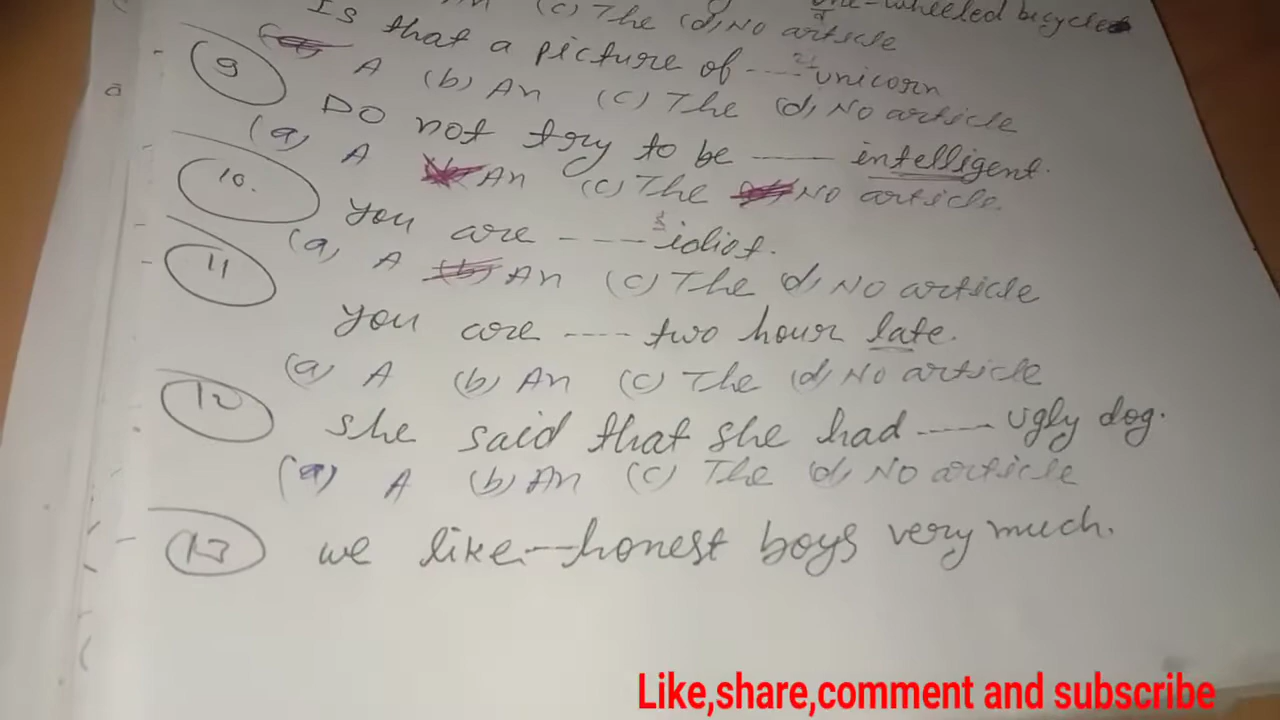 (c) The (d) No article one-wheeled bicycle
Is that a picture of ---- unicorn
9 A (b) An (c) The (d) No article
Do not try to be ---- intelligent.
(a) A An (c) The No article
10. You are ---- idiot.
(a) A (b) An (c) The (d) No article
11 You are ---- two hour late.
(a) A (b) An (c) The (d) No article
12 she said that she had ---- ugly dog.
(a) A (b) An (c) The (d) No article
13 we like --- honest boys very much.
Like,share,comment and subscribe